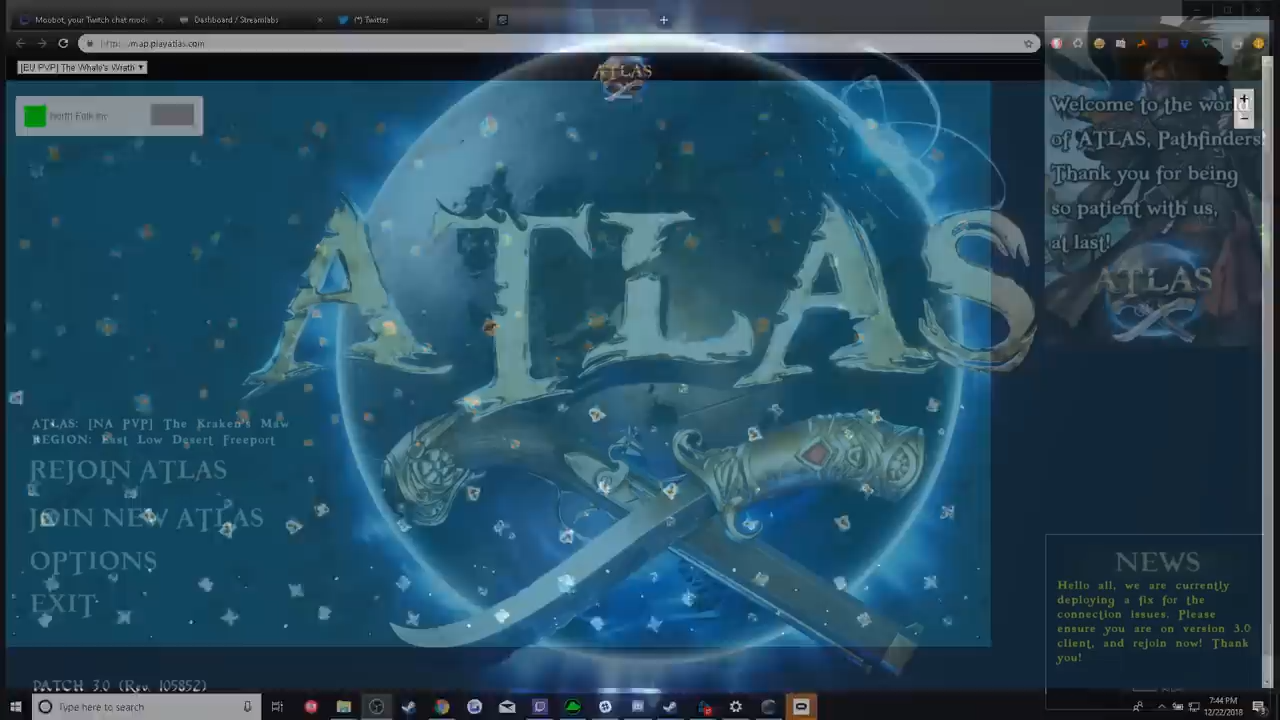 Moobot, your Twitch chat mod
Dashboard / Streamlabs
(*) Twitter
map.playatlas.com
[EU PVP] The Whale's Wrath
ATLAS
Welcome to the world
of ATLAS, Pathfinders
Thank you for being
so patient with us,
at last!
ATLAS
ATLAS
ATLAS: [NA PVP] The Kraken's Maw
REGION: East Low Desert Freeport
REJOIN ATLAS
JOIN NEW ATLAS
OPTIONS
EXIT
NEWS
Hello all, we are currently
deploying a fix for the
connection issues. Please
ensure you are on version 3.0
client, and rejoin now! Thank
you!
PATCH 3.0 (Rev. 105852)
Type here to search
7:44 PM
12/22/2018